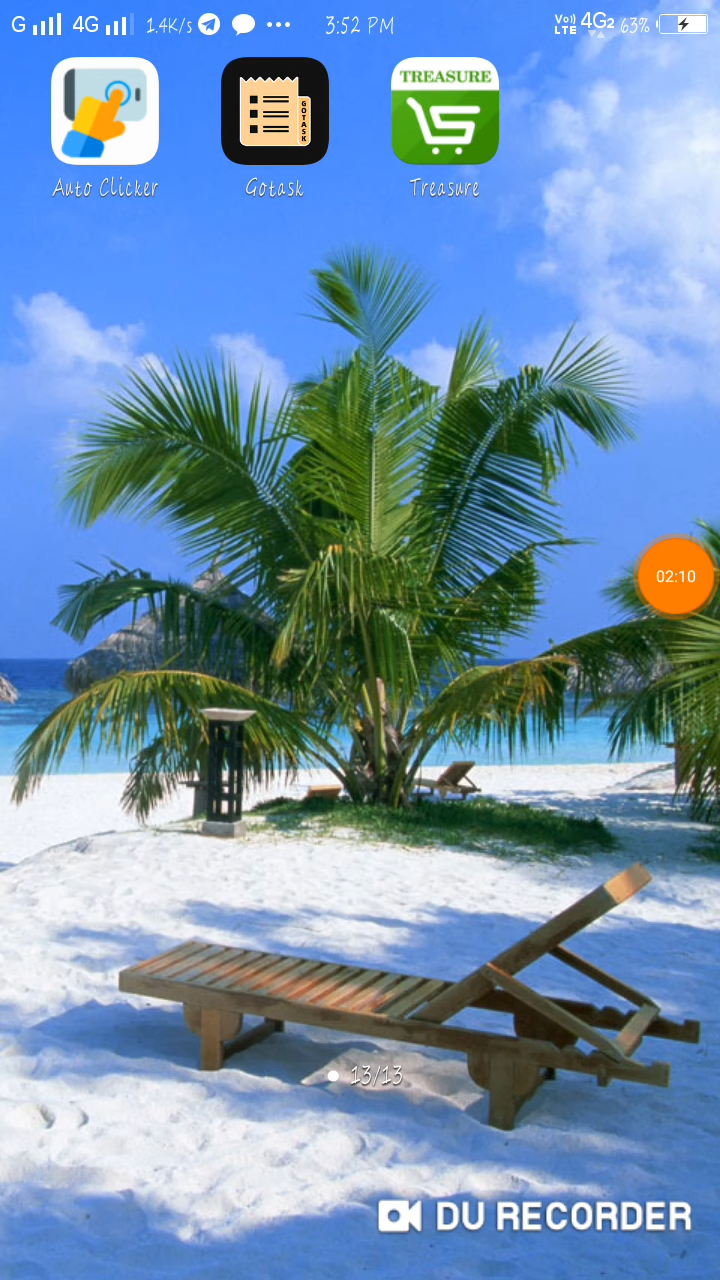 G 4G 1.4K/s 3:52 PM Vo)) LTE 4G2 63%
TREASURE
GOTASK
Auto Clicker Gotask Treasure
02:10
13/13
DU RECORDER